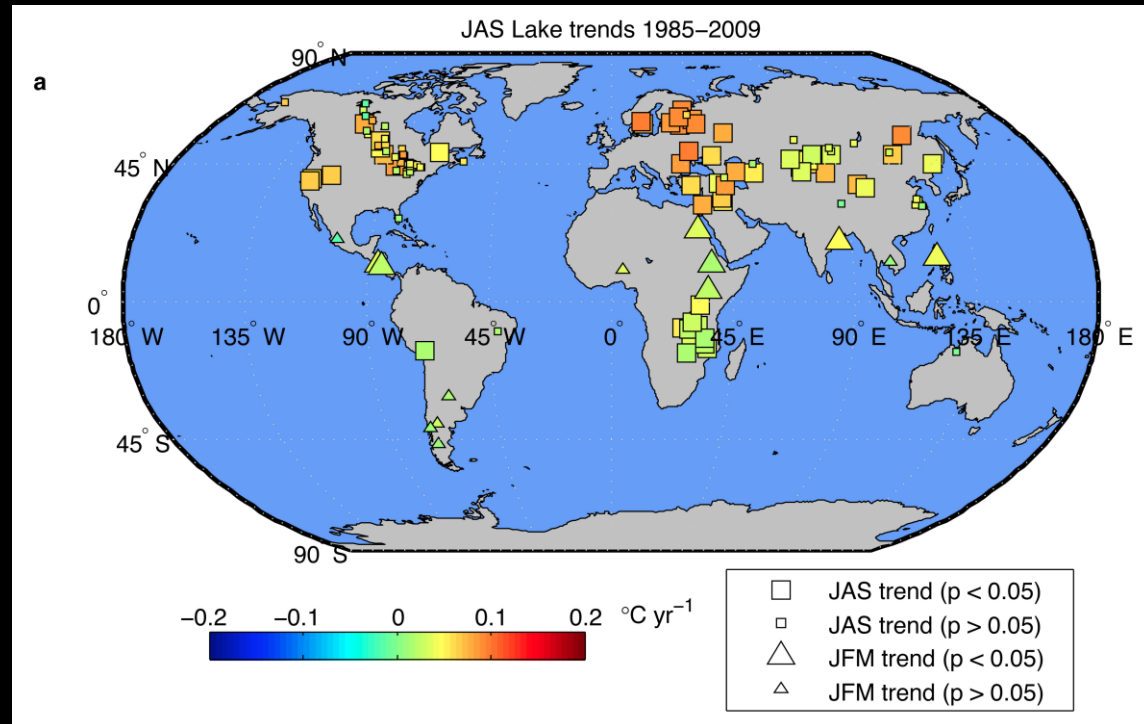 JAS Lake trends 1985−2009
a
90° N
45° N
0°
180° W 135° W 90° W 45° W 0° 45° E 90° E 135° E 180° E
45° S
90 S
−0.2 −0.1 0 0.1 0.2 °C yr−1
JAS trend (p < 0.05)
JAS trend (p > 0.05)
JFM trend (p < 0.05)
JFM trend (p > 0.05)